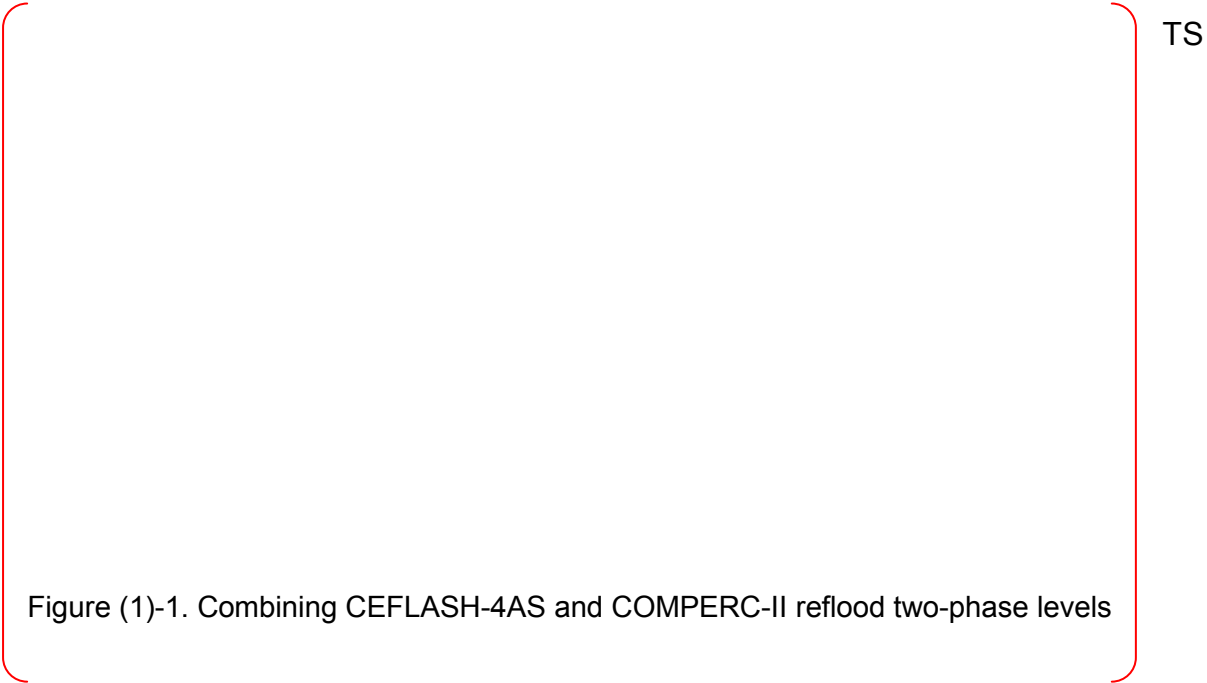 TS
Figure (1)-1. Combining CEFLASH-4AS and COMPERC-II reflood two-phase levels